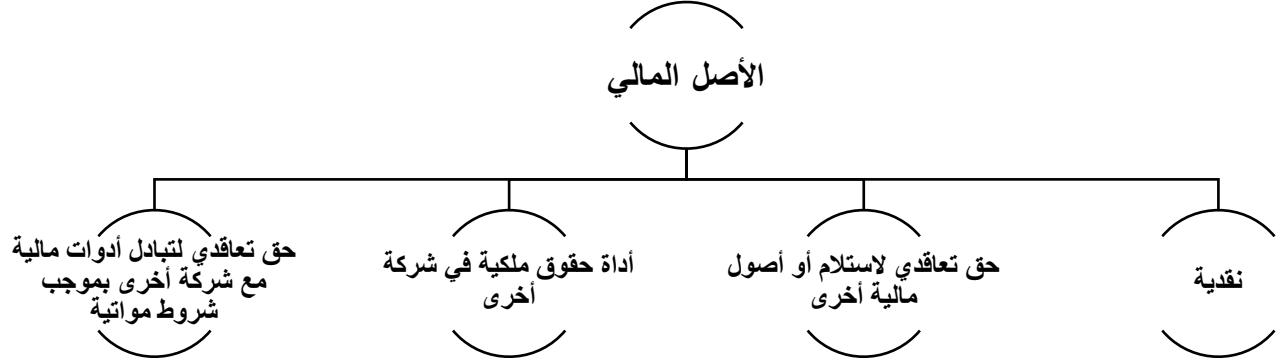 الأصل المالي
نقدية
حق تعاقدي لاستلام أو أصول
مالية أخرى
أداة حقوق ملكية في شركة
أخرى
حق تعاقدي لتبادل أدوات مالية
مع شركة أخرى بموجب
شروط مواتية